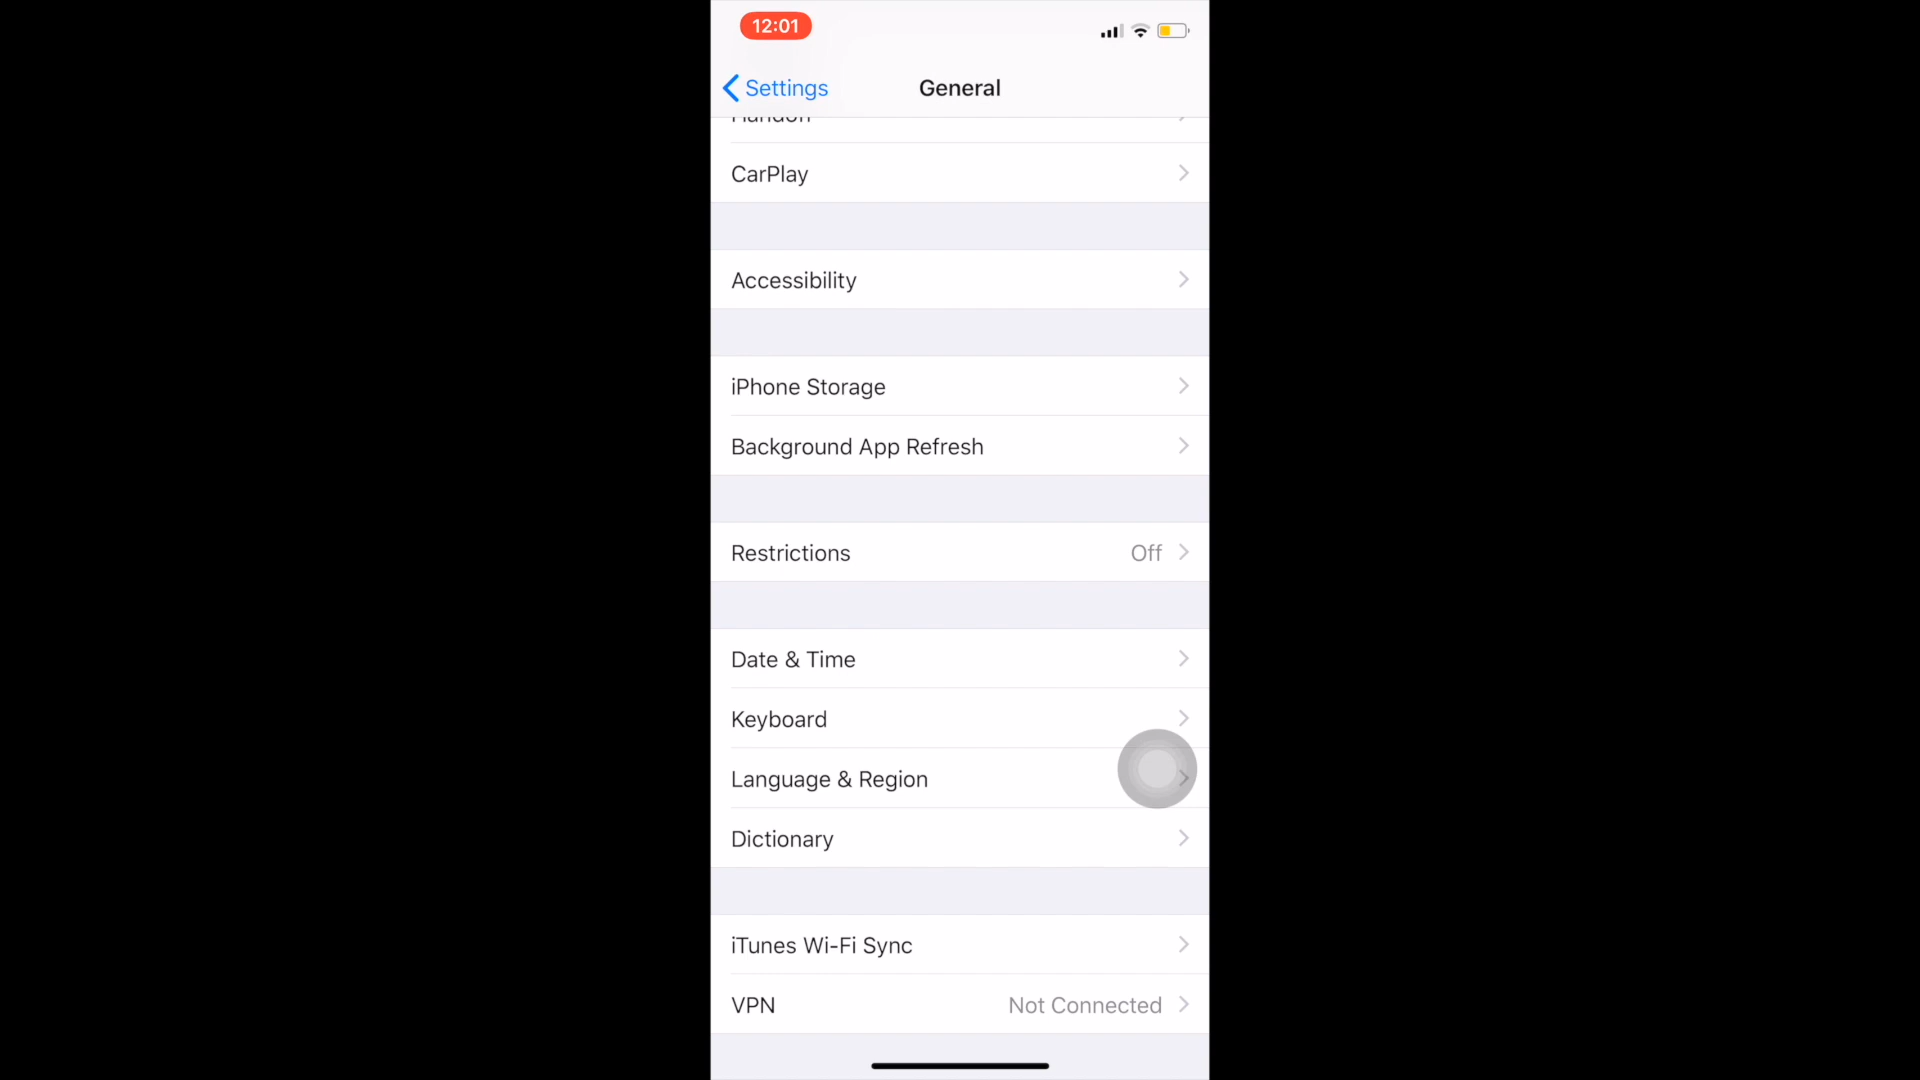 12:01
Settings
General
Handoff
CarPlay
Accessibility
iPhone Storage
Background App Refresh
Restrictions Off
Date & Time
Keyboard
Language & Region
Dictionary
iTunes Wi-Fi Sync
VPN Not Connected